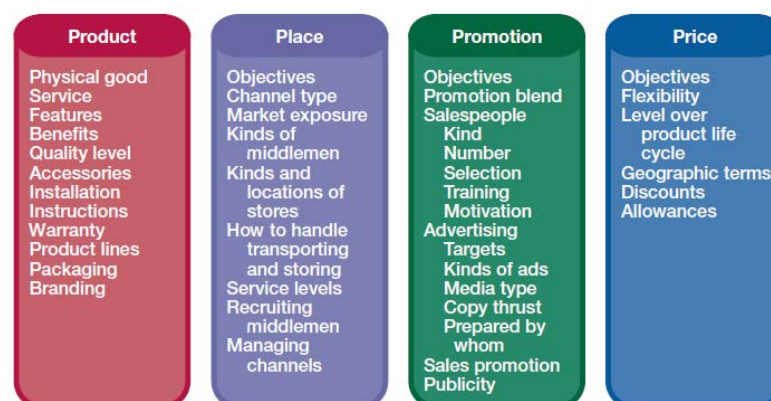 Product
Physical good
Service
Features
Benefits
Quality level
Accessories
Installation
Instructions
Warranty
Product lines
Packaging
Branding
Place
Objectives
Channel type
Market exposure
Kinds of
middlemen
Kinds and
locations of
stores
How to handle
transporting
and storing
Service levels
Recruiting
middlemen
Managing
channels
Promotion
Objectives
Promotion blend
Salespeople
Kind
Number
Selection
Training
Motivation
Advertising
Targets
Kinds of ads
Media type
Copy thrust
Prepared by
whom
Sales promotion
Publicity
Price
Objectives
Flexibility
Level over
product life
cycle
Geographic terms
Discounts
Allowances